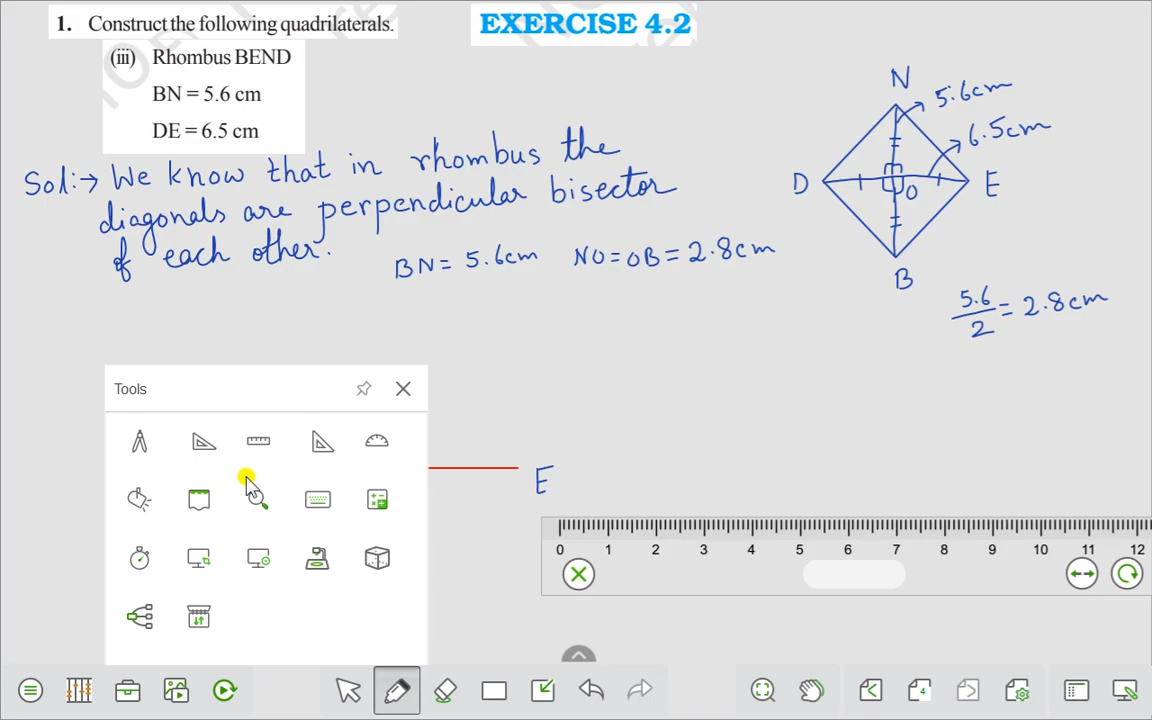 1. Construct the following quadrilaterals.
EXERCISE 4.2
(iii) Rhombus BEND
BN = 5.6 cm
DE = 6.5 cm
Sol:→ We know that in rhombus the
diagonals are perpendicular bisector
of each other.
BN = 5.6cm NO = OB = 2.8cm
N
5.6cm
6.5cm
D
O
E
B
5.6/2 = 2.8cm
Tools
E
0 1 2 3 4 5 6 7 8 9 10 11 12
4